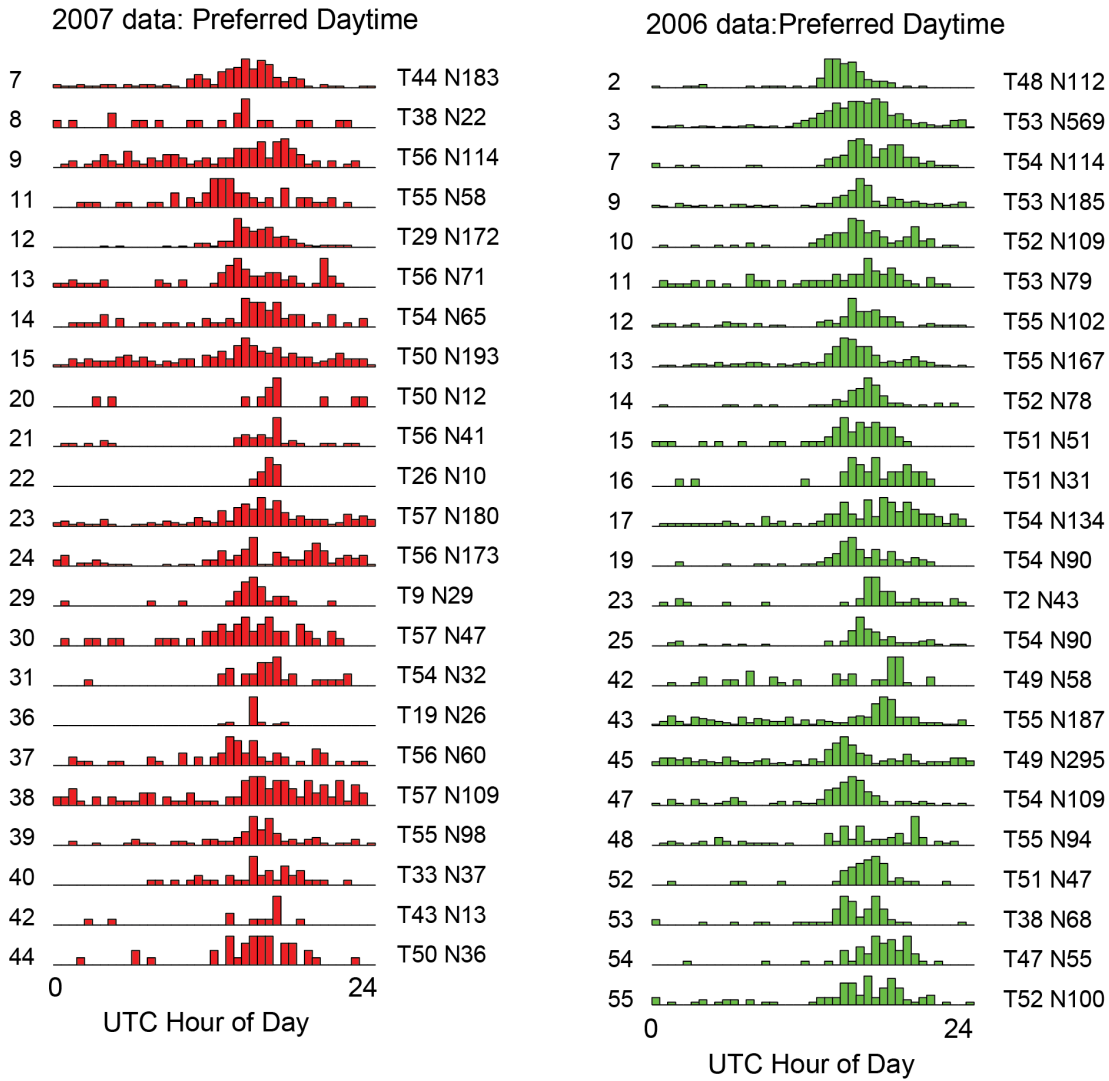 2007 data: Preferred Daytime
7 T44 N183
8 T38 N22
9 T56 N114
11 T55 N58
12 T29 N172
13 T56 N71
14 T54 N65
15 T50 N193
20 T50 N12
21 T56 N41
22 T26 N10
23 T57 N180
24 T56 N173
29 T9 N29
30 T57 N47
31 T54 N32
36 T19 N26
37 T56 N60
38 T57 N109
39 T55 N98
40 T33 N37
42 T43 N13
44 T50 N36
0 24
UTC Hour of Day
2006 data:Preferred Daytime
2 T48 N112
3 T53 N569
7 T54 N114
9 T53 N185
10 T52 N109
11 T53 N79
12 T55 N102
13 T55 N167
14 T52 N78
15 T51 N51
16 T51 N31
17 T54 N134
19 T54 N90
23 T2 N43
25 T54 N90
42 T49 N58
43 T55 N187
45 T49 N295
47 T54 N109
48 T55 N94
52 T51 N47
53 T38 N68
54 T47 N55
55 T52 N100
0 24
UTC Hour of Day